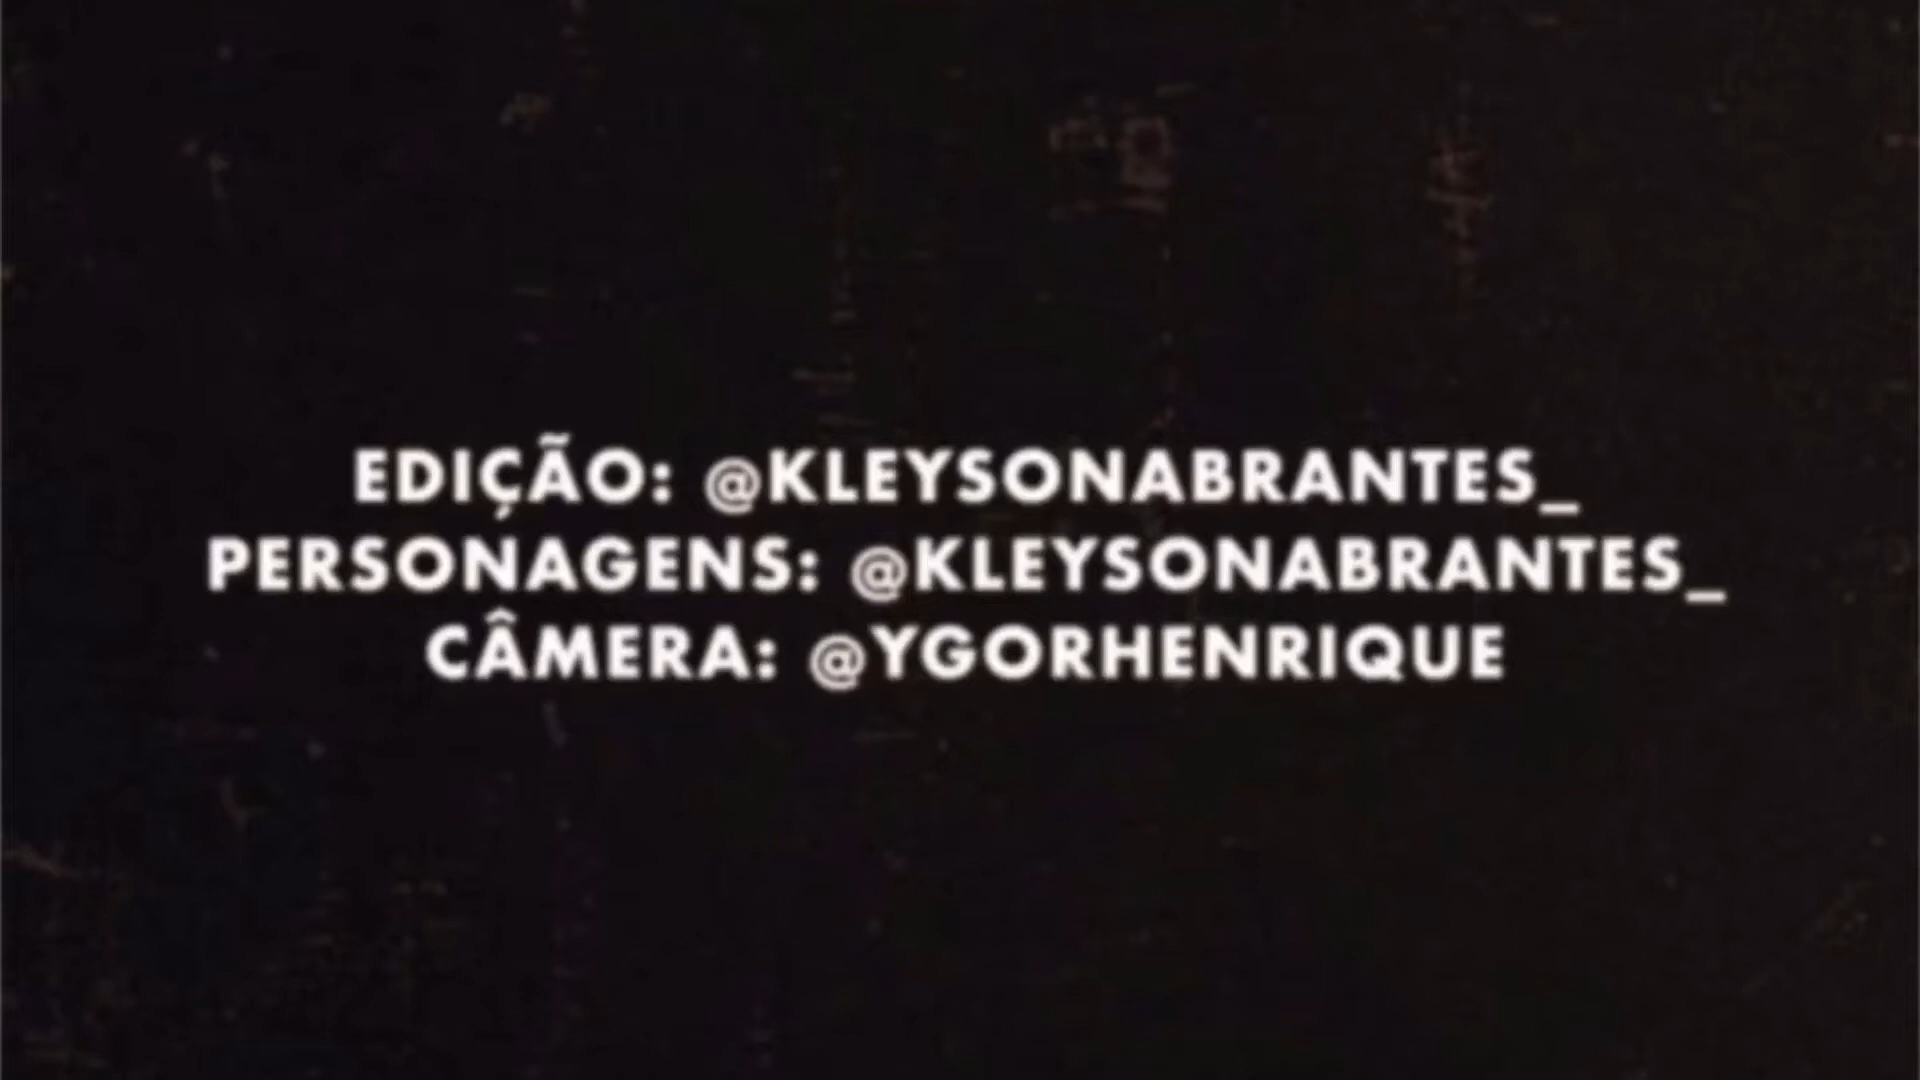 EDIÇÃO: @KLEYSONABRANTES_
PERSONAGENS: @KLEYSONABRANTES_
CÂMERA: @YGORHENRIQUE